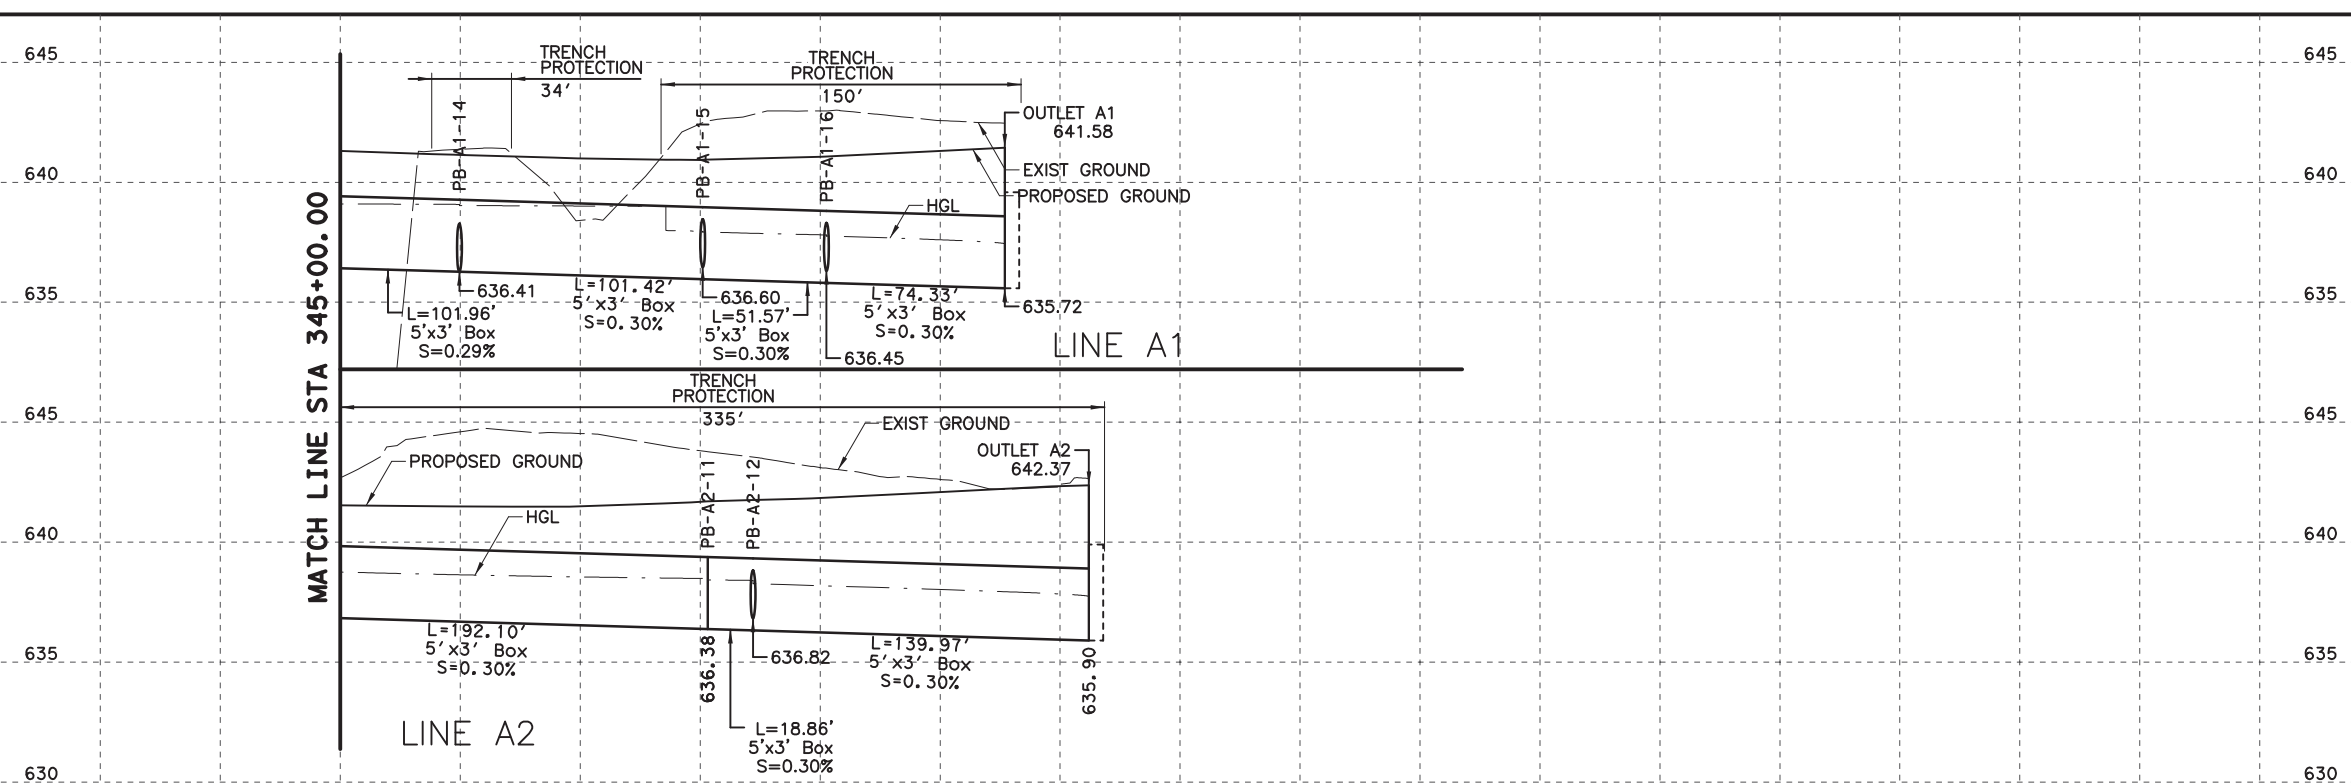 645
645
TRENCH
PROTECTION
34'
TRENCH
PROTECTION
150'
PB-A1-14
PB-A1-15
PB-A1-16
OUTLET A1
641.58
EXIST GROUND
PROPOSED GROUND
HGL
640
640
635
635
636.41
L=101.96'
5'x3' Box
S=0.29%
L=101.42'
5'x3' Box
S=0.30%
636.60
L=51.57'
5'x3' Box
S=0.30%
L=74.33'
5'x3' Box
S=0.30%
636.45
635.72
LINE A1
MATCH LINE STA 345+00.00
TRENCH
PROTECTION
335'
645
645
EXIST GROUND
PROPOSED GROUND
OUTLET A2
642.37
PB-A2-11
PB-A2-12
HGL
640
640
635
635
L=192.10'
5'x3' Box
S=0.30%
636.38
636.82
L=139.97'
5'x3' Box
S=0.30%
635.90
L=18.86'
5'x3' Box
S=0.30%
LINE A2
630
630